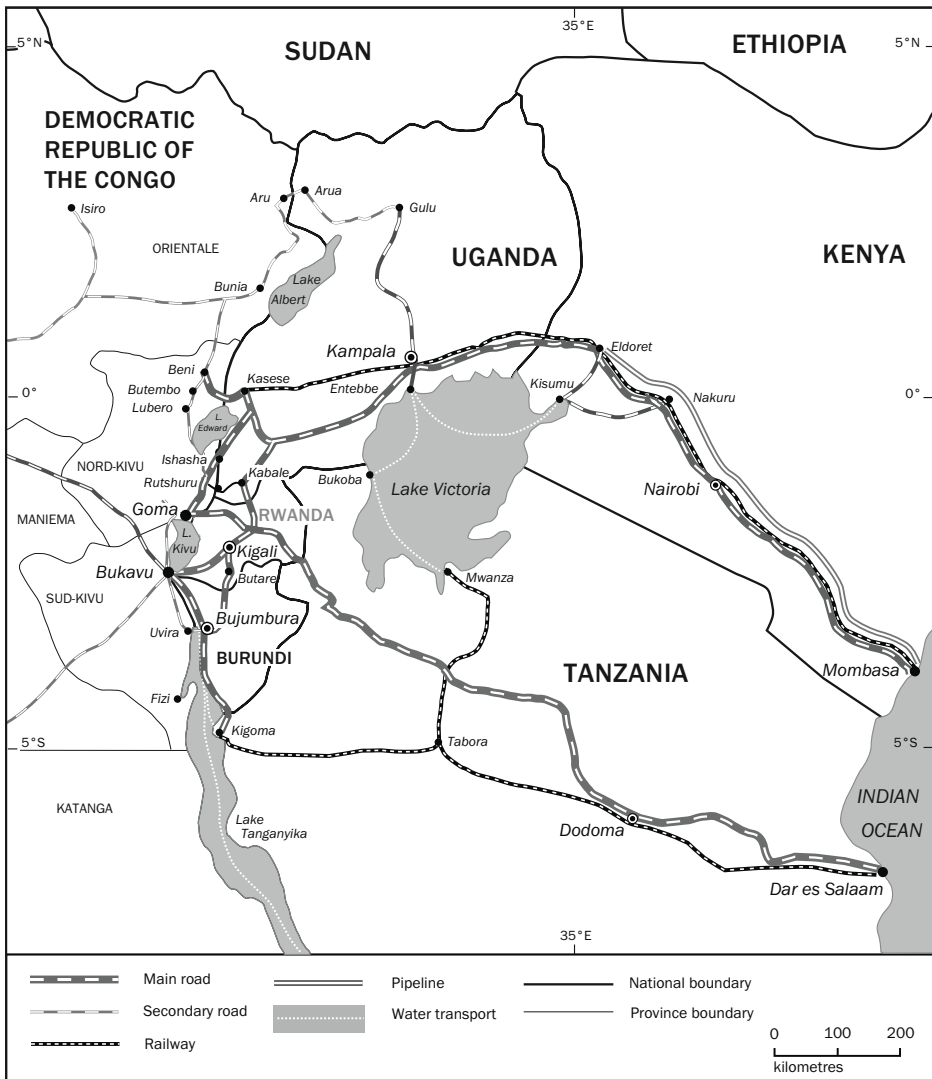 35°E
5°N
5°N
SUDAN
ETHIOPIA
DEMOCRATIC
REPUBLIC OF
THE CONGO
Aru
Arua
Isiro
Gulu
ORIENTALE
UGANDA
KENYA
Bunia
Lake
Albert
Kampala
Eldoret
Beni
Kasese
Entebbe
Kisumu
0°
Butembo
Nakuru
0°
Lubero
L.
Edward
Ishasha
NORD-KIVU
Rutshuru
Kabale
Bukoba
Lake Victoria
Nairobi
Goma
RWANDA
MANIEMA
L.
Kivu
Kigali
Bukavu
Butare
Mwanza
SUD-KIVU
Bujumbura
Uvira
BURUNDI
TANZANIA
Mombasa
Fizi
Kigoma
5°S
Tabora
5°S
KATANGA
INDIAN
OCEAN
Lake
Tanganyika
Dodoma
Dar es Salaam
35°E
Main road
Pipeline
National boundary
Secondary road
Water transport
Province boundary
Railway
0 100 200
kilometres